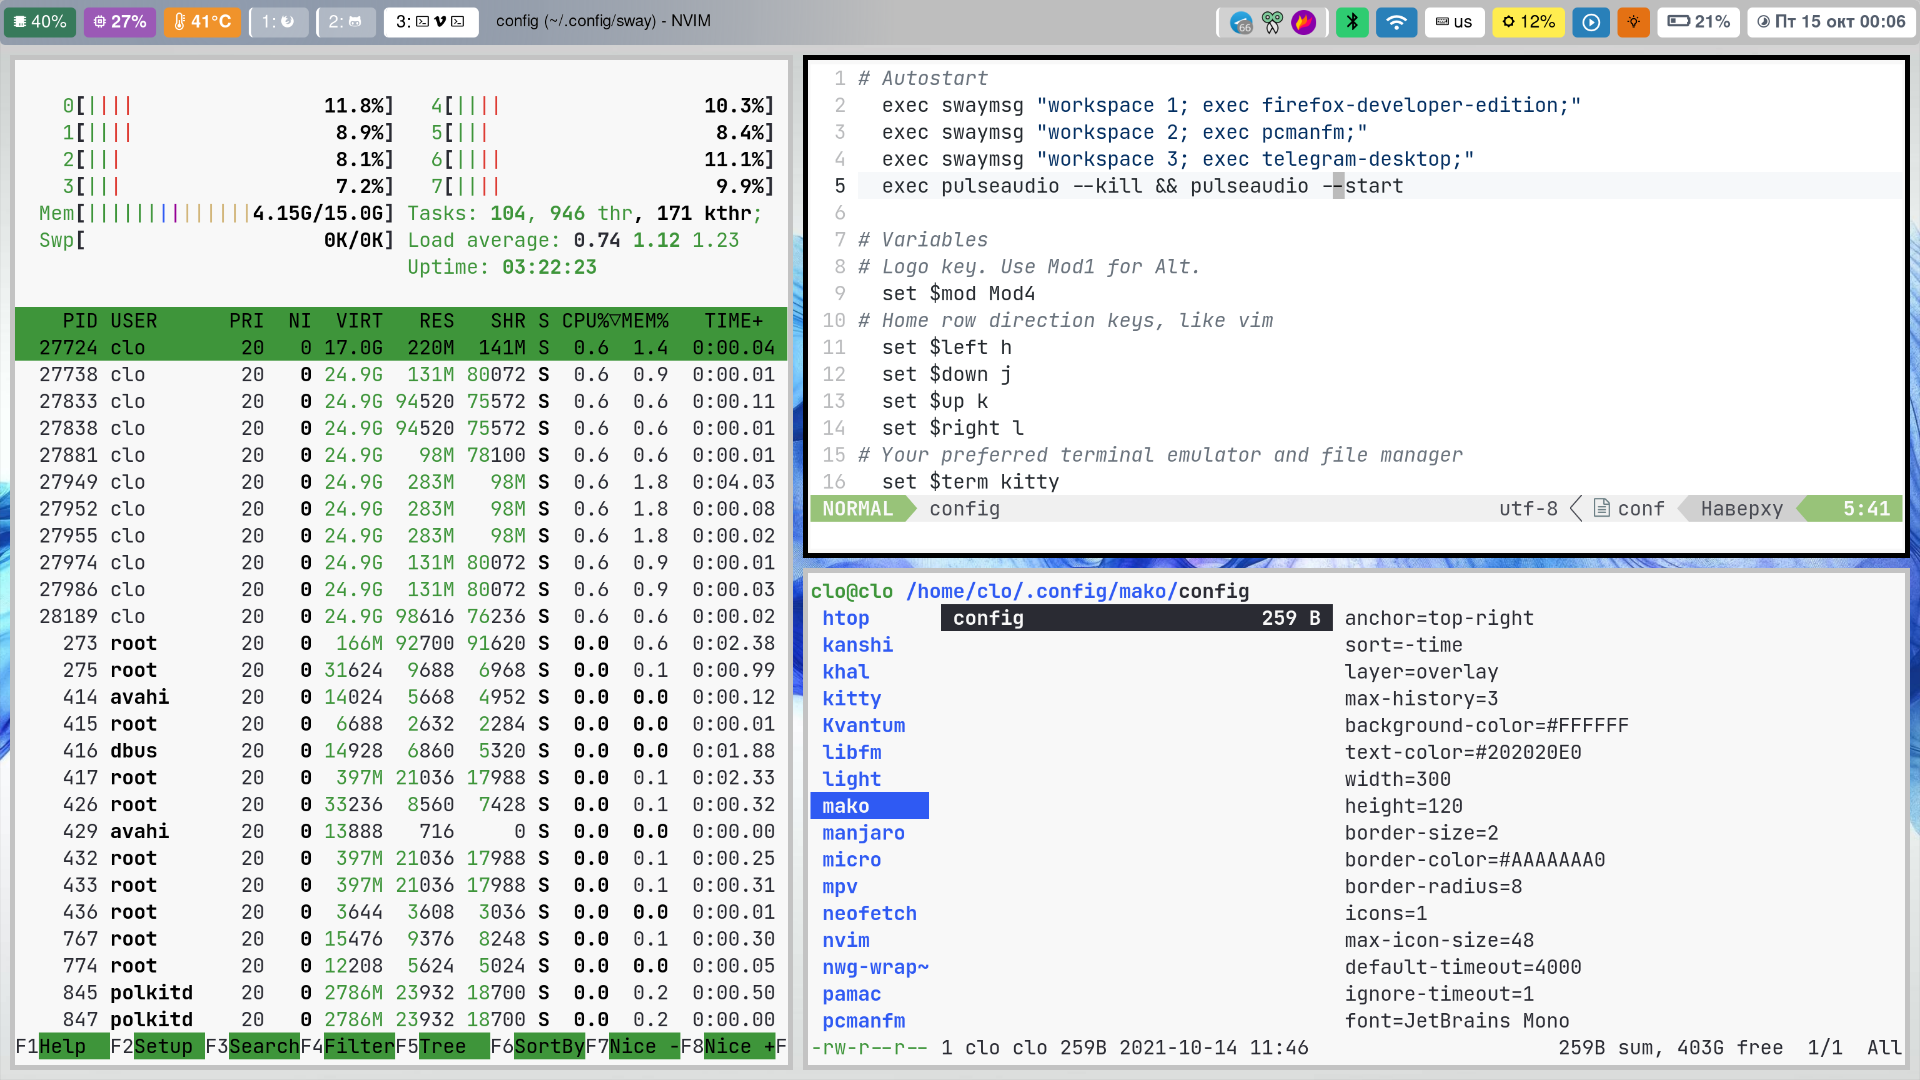 40% 27% 41°C 1: 2: 3: config (~/.config/sway) - NVIM 66 us 12% 21% Пт 15 окт 00:06
0[|||| 11.8%] 4[|||| 10.3%]
1[|||| 8.9%] 5[||| 8.4%]
2[||| 8.1%] 6[|||| 11.1%]
3[||| 7.2%] 7[|||| 9.9%]
Mem[|||||||||||||| 4.15G/15.0G] Tasks: 104, 946 thr, 171 kthr;
Swp[ 0K/0K] Load average: 0.74 1.12 1.23
Uptime: 03:22:23
PID USER PRI NI VIRT RES SHR S CPU%▽MEM% TIME+
27724 clo 20 0 17.0G 220M 141M S 0.6 1.4 0:00.04
27738 clo 20 0 24.9G 131M 80072 S 0.6 0.9 0:00.01
27833 clo 20 0 24.9G 94520 75572 S 0.6 0.6 0:00.11
27838 clo 20 0 24.9G 94520 75572 S 0.6 0.6 0:00.01
27881 clo 20 0 24.9G 98M 78100 S 0.6 0.6 0:00.01
27949 clo 20 0 24.9G 283M 98M S 0.6 1.8 0:04.03
27952 clo 20 0 24.9G 283M 98M S 0.6 1.8 0:00.08
27955 clo 20 0 24.9G 283M 98M S 0.6 1.8 0:00.02
27974 clo 20 0 24.9G 131M 80072 S 0.6 0.9 0:00.01
27986 clo 20 0 24.9G 131M 80072 S 0.6 0.9 0:00.03
28189 clo 20 0 24.9G 98616 76236 S 0.6 0.6 0:00.02
273 root 20 0 166M 92700 91620 S 0.0 0.6 0:02.38
275 root 20 0 31624 9688 6968 S 0.0 0.1 0:00.99
414 avahi 20 0 14024 5668 4952 S 0.0 0.0 0:00.12
415 root 20 0 6688 2632 2284 S 0.0 0.0 0:00.01
416 dbus 20 0 14928 6860 5320 S 0.0 0.0 0:01.88
417 root 20 0 397M 21036 17988 S 0.0 0.1 0:02.33
426 root 20 0 33236 8560 7428 S 0.0 0.1 0:00.32
429 avahi 20 0 13888 716 0 S 0.0 0.0 0:00.00
432 root 20 0 397M 21036 17988 S 0.0 0.1 0:00.25
433 root 20 0 397M 21036 17988 S 0.0 0.1 0:00.31
436 root 20 0 3644 3608 3036 S 0.0 0.0 0:00.01
767 root 20 0 15476 9376 8248 S 0.0 0.1 0:00.30
774 root 20 0 12208 5624 5024 S 0.0 0.0 0:00.05
845 polkitd 20 0 2786M 23932 18700 S 0.0 0.2 0:00.50
847 polkitd 20 0 2786M 23932 18700 S 0.0 0.2 0:00.00
F1Help F2Setup F3SearchF4FilterF5Tree F6SortByF7Nice -F8Nice +F
1 # Autostart
2 exec swaymsg "workspace 1; exec firefox-developer-edition;"
3 exec swaymsg "workspace 2; exec pcmanfm;"
4 exec swaymsg "workspace 3; exec telegram-desktop;"
5 exec pulseaudio --kill && pulseaudio --start
6
7 # Variables
8 # Logo key. Use Mod1 for Alt.
9 set $mod Mod4
10 # Home row direction keys, like vim
11 set $left h
12 set $down j
13 set $up k
14 set $right l
15 # Your preferred terminal emulator and file manager
16 set $term kitty
NORMAL config utf-8 conf Наверху 5:41
clo@clo /home/clo/.config/mako/config
htop config 259 B anchor=top-right
kanshi sort=-time
khal layer=overlay
kitty max-history=3
Kvantum background-color=#FFFFFF
libfm text-color=#202020E0
light width=300
mako height=120
manjaro border-size=2
micro border-color=#AAAAAAA0
mpv border-radius=8
neofetch icons=1
nvim max-icon-size=48
nwg-wrap~ default-timeout=4000
pamac ignore-timeout=1
pcmanfm font=JetBrains Mono
-rw-r--r-- 1 clo clo 259B 2021-10-14 11:46 259B sum, 403G free 1/1 All